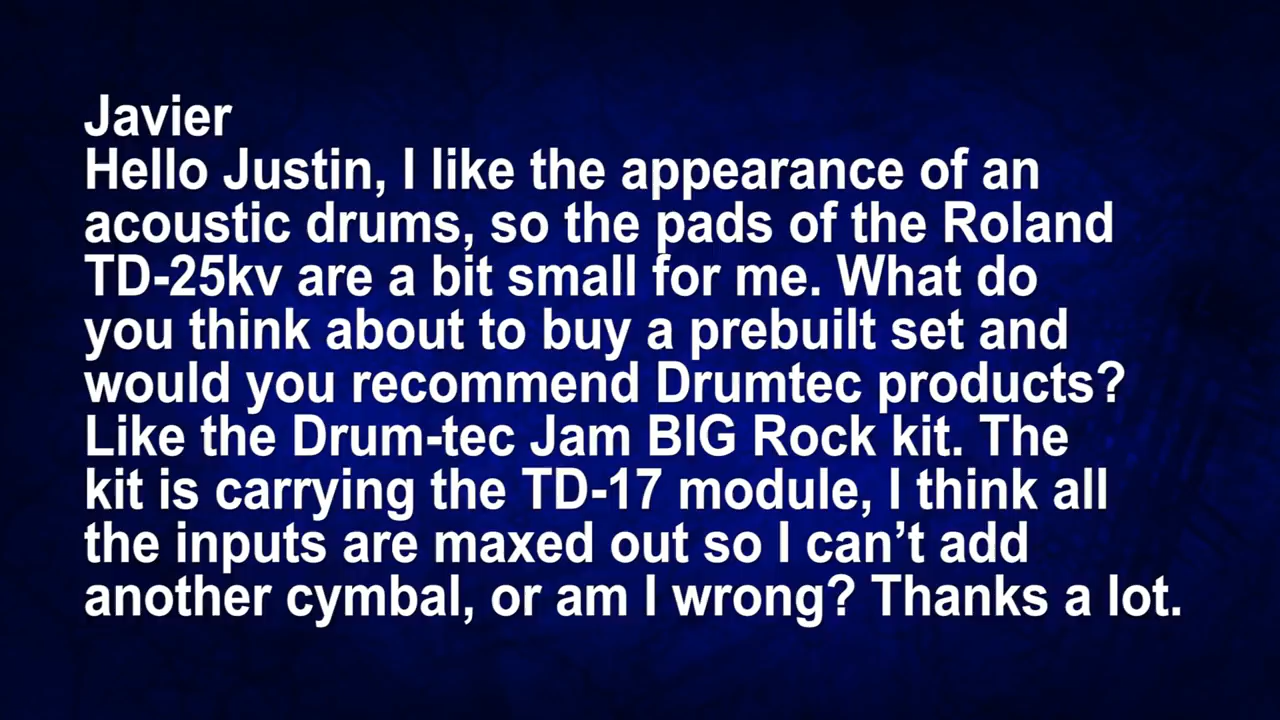 Javier
Hello Justin, I like the appearance of an
acoustic drums, so the pads of the Roland
TD-25kv are a bit small for me. What do
you think about to buy a prebuilt set and
would you recommend Drumtec products?
Like the Drum-tec Jam BIG Rock kit. The
kit is carrying the TD-17 module, I think all
the inputs are maxed out so I can’t add
another cymbal, or am I wrong? Thanks a lot.